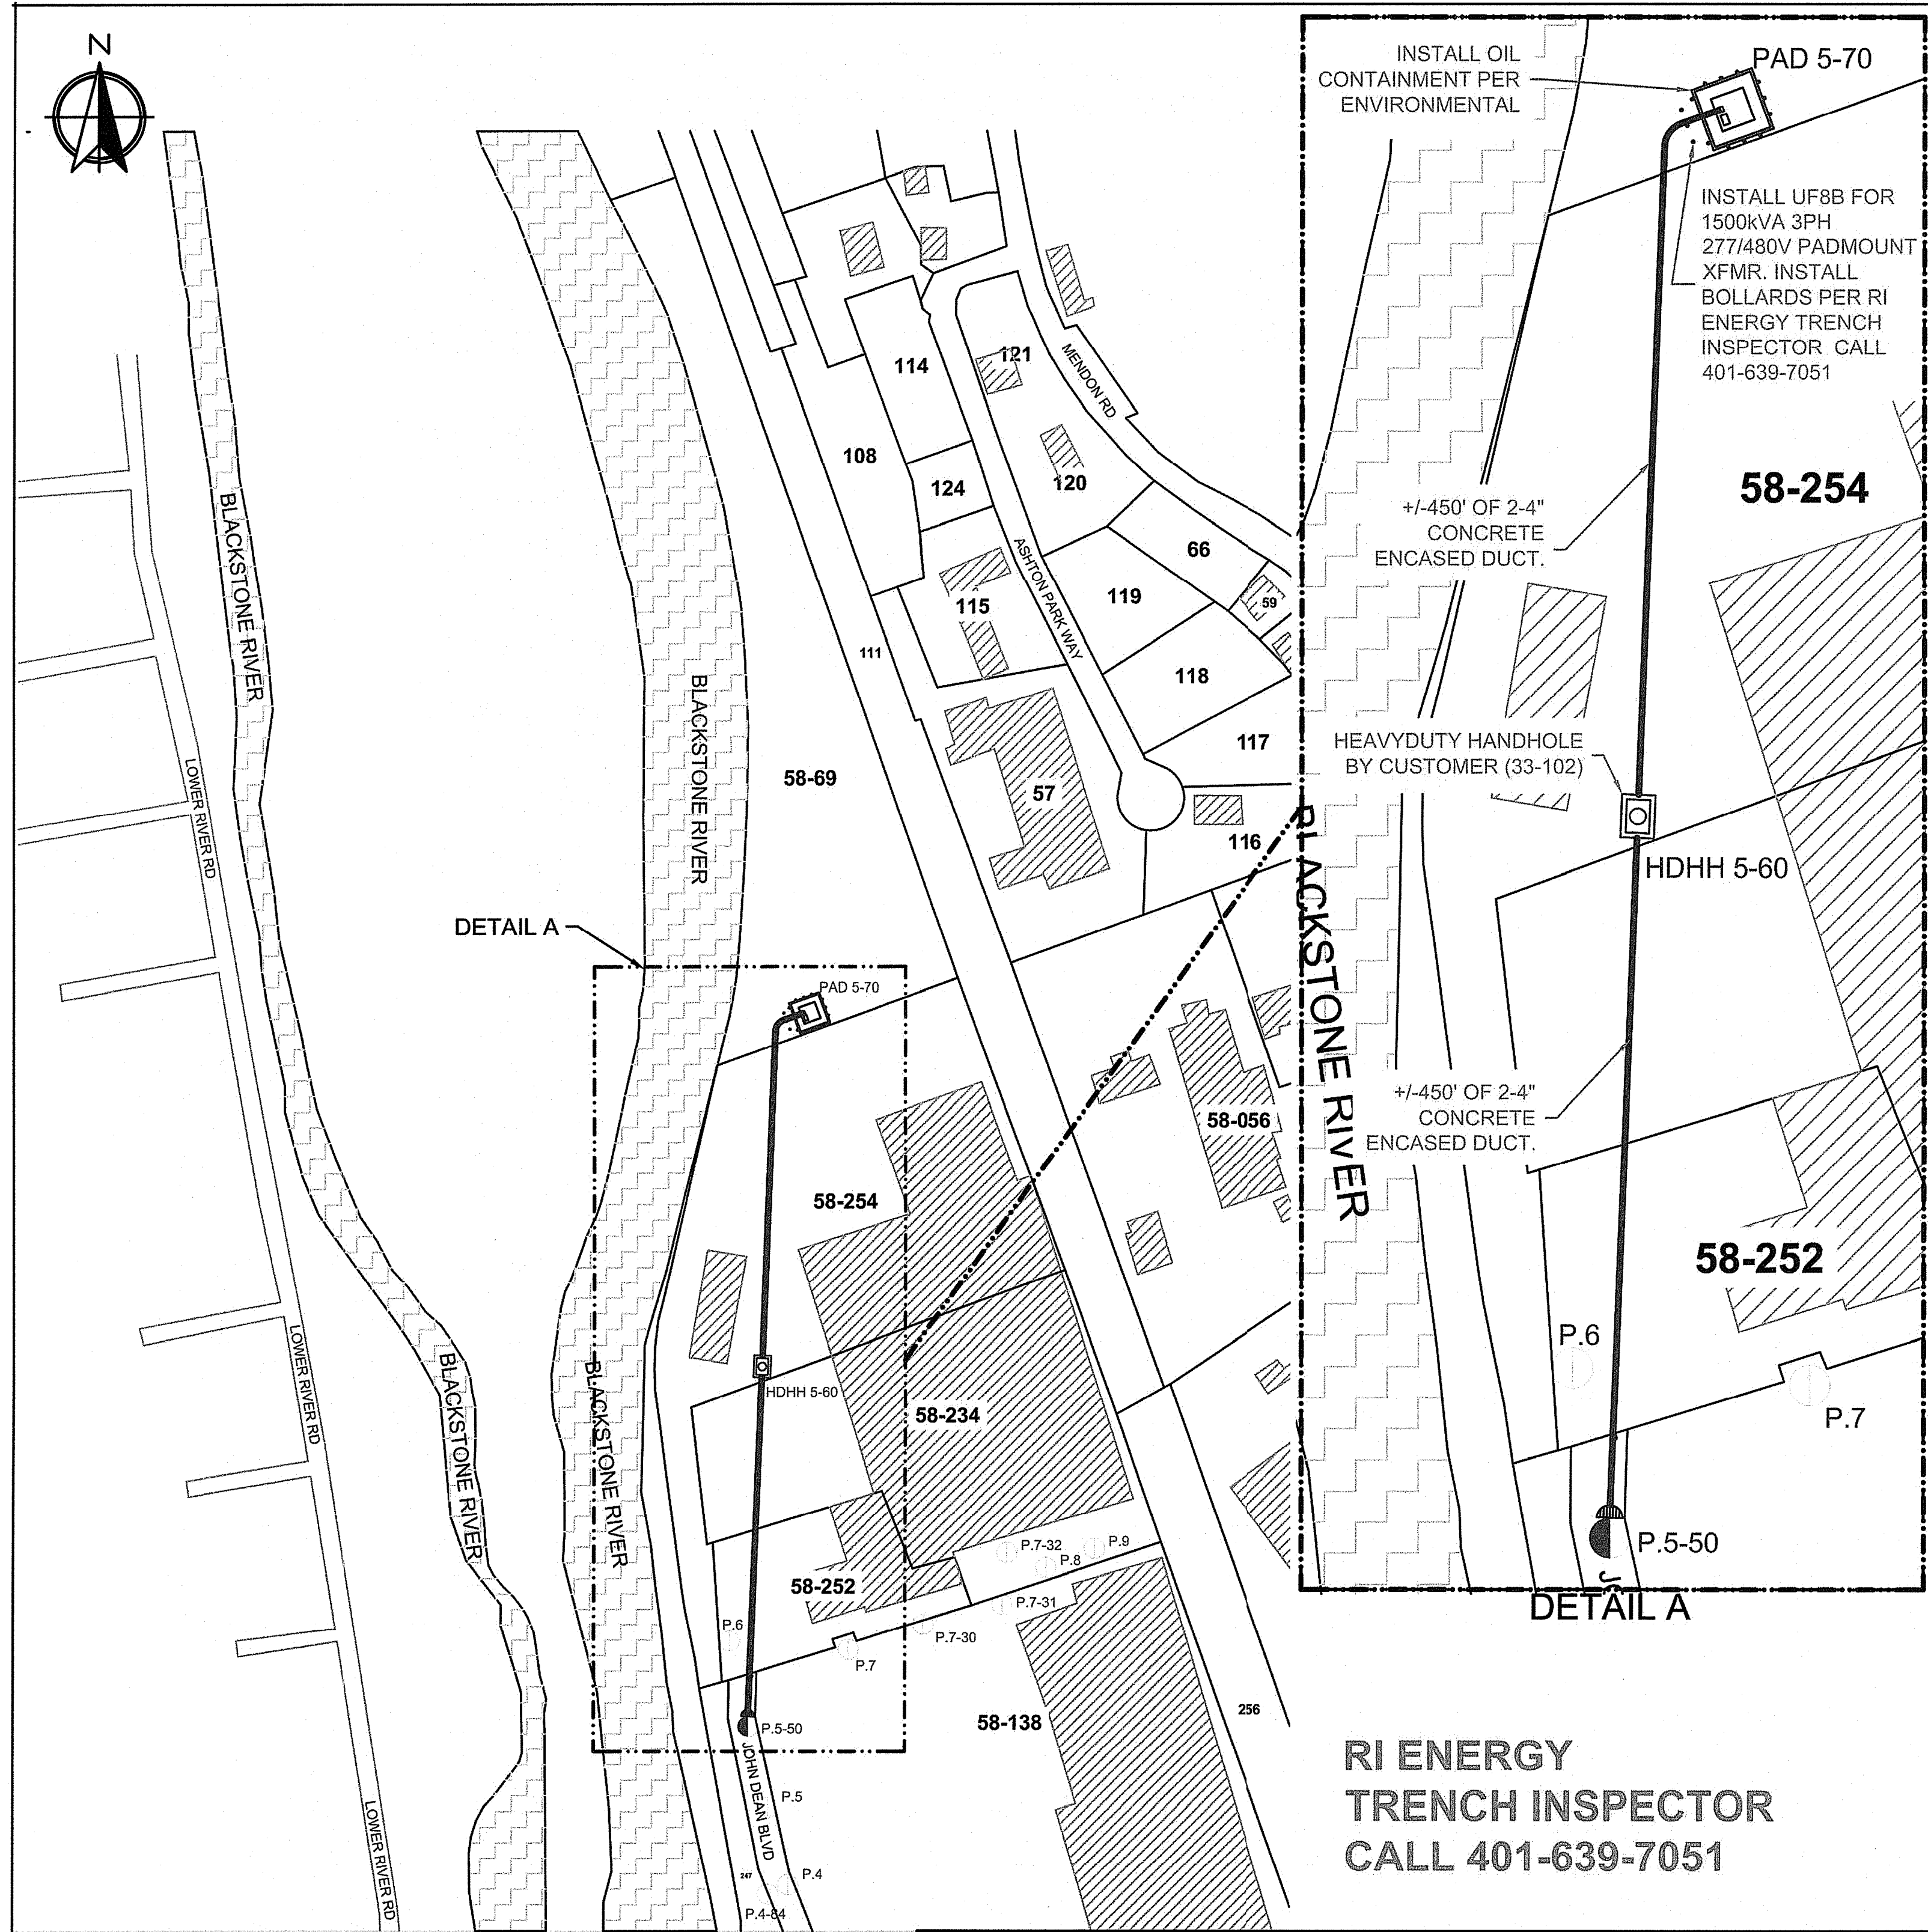 N
BLACKSTONE RIVER
LOWER RIVER RD
LOWER RIVER RD
BLACKSTONE RIVER
LOWER RIVER RD
BLACKSTONE RIVER
BLACKSTONE RIVER
DETAIL A
114
121
MENDON RD
108
124
120
ASHTON PARK WAY
66
59
115
119
111
118
58-69
57
117
116
PAD 5-70
58-056
58-254
HDHH 5-60
58-234
58-252
P.7-32
P.8
P.9
P.7-31
P.7-30
P.6
P.7
P.5-50
58-138
256
JOHN DEAN BLVD
P.5
247
P.4
P.4-84
INSTALL OIL
CONTAINMENT PER
ENVIRONMENTAL
PAD 5-70
INSTALL UF8B FOR
1500kVA 3PH
277/480V PADMOUNT
XFMR. INSTALL
BOLLARDS PER RI
ENERGY TRENCH
INSPECTOR CALL
401-639-7051
58-254
+/-450' OF 2-4"
CONCRETE
ENCASED DUCT.
HEAVYDUTY HANDHOLE
BY CUSTOMER (33-102)
HDHH 5-60
BLACKSTONE RIVER
+/-450' OF 2-4"
CONCRETE
ENCASED DUCT.
58-252
P.6
P.7
P.5-50
DETAIL A
RI ENERGY
TRENCH INSPECTOR
CALL 401-639-7051